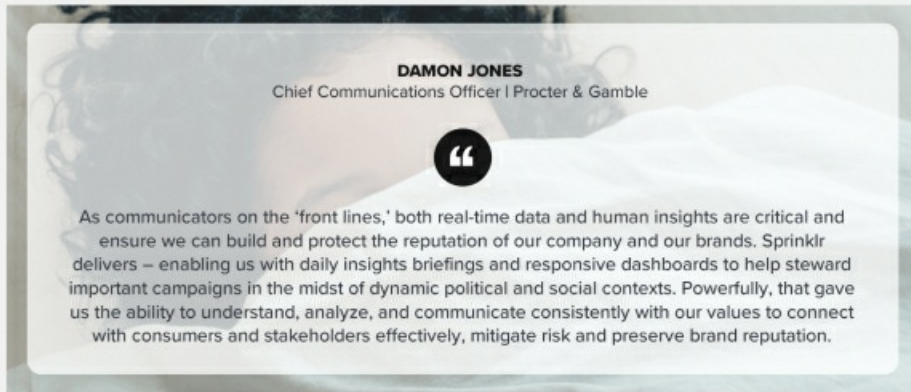 DAMON JONES
Chief Communications Officer | Procter & Gamble
“
As communicators on the ‘front lines,’ both real-time data and human insights are critical and
ensure we can build and protect the reputation of our company and our brands. Sprinklr
delivers – enabling us with daily insights briefings and responsive dashboards to help steward
important campaigns in the midst of dynamic political and social contexts. Powerfully, that gave
us the ability to understand, analyze, and communicate consistently with our values to connect
with consumers and stakeholders effectively, mitigate risk and preserve brand reputation.